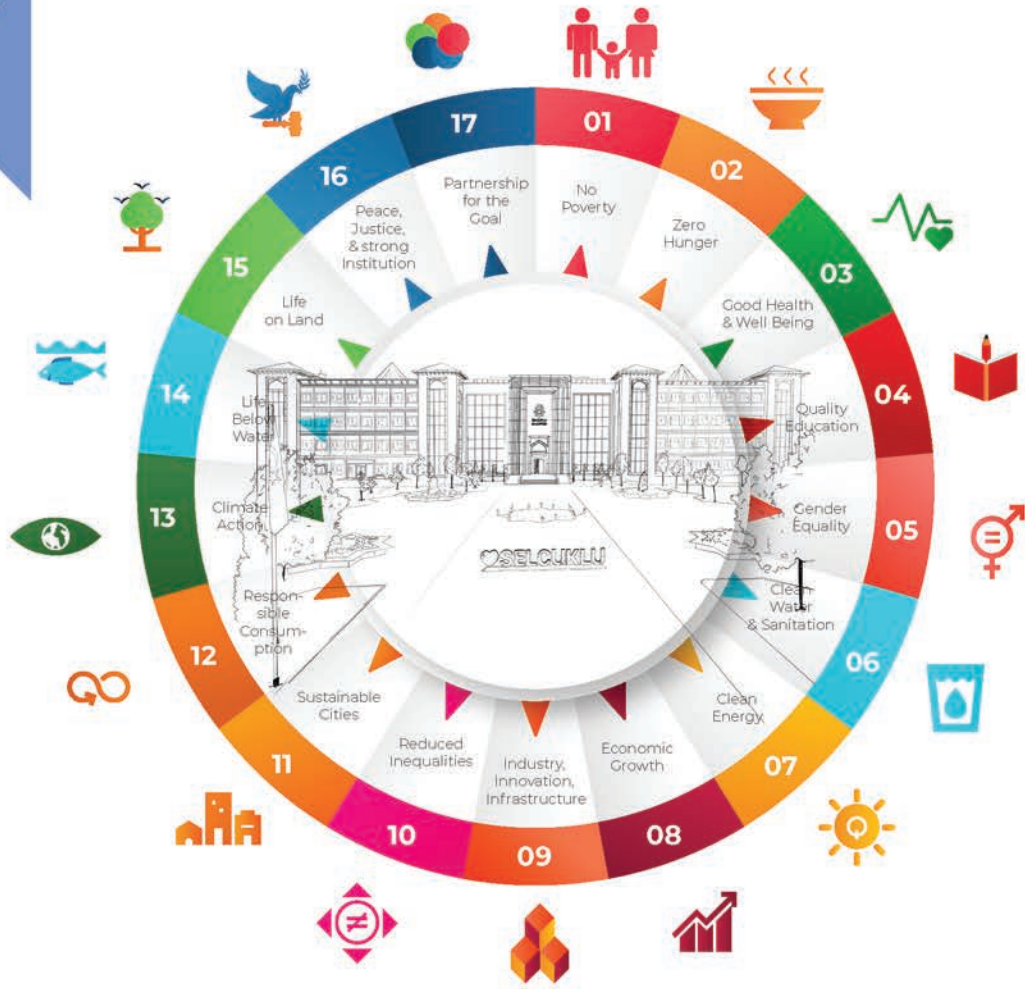 01
No
Poverty
02
Zero
Hunger
03
Good Health
& Well Being
04
Quality
Education
05
Gender
Equality
06
Clean
Water
& Sanitation
07
Clean
Energy
08
Economic
Growth
09
Industry,
Innovation,
Infrastructure
10
Reduced
Inequalities
11
Sustainable
Cities
12
Respon-
sible
Consum-
ption
13
Climate
Action
14
Life
Below
Water
15
Life
on Land
16
Peace,
Justice,
& strong
Institution
17
Partnership
for the
Goal
SELÇUKLU